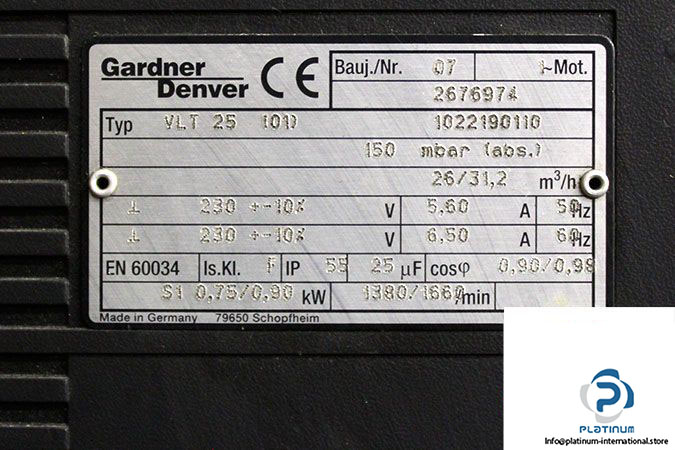 Gardner Denver CE Bauj./Nr. 07 1~Mot.
2676974
Typ VLT 25 (01) 1022190110
150 mbar (abs.)
26/31,2 m³/h
⊥ 230 +-10% V 5,60 A 50 Hz
⊥ 230 +-10% V 6,50 A 60 Hz
EN 60034 Is.Kl. F IP 55 25 µF cosφ 0,90/0,98
S1 0,75/0,90 kW 1380/1660 /min
Made in Germany 79650 Schopfheim
PLATINUM
Info@platinum-international.store